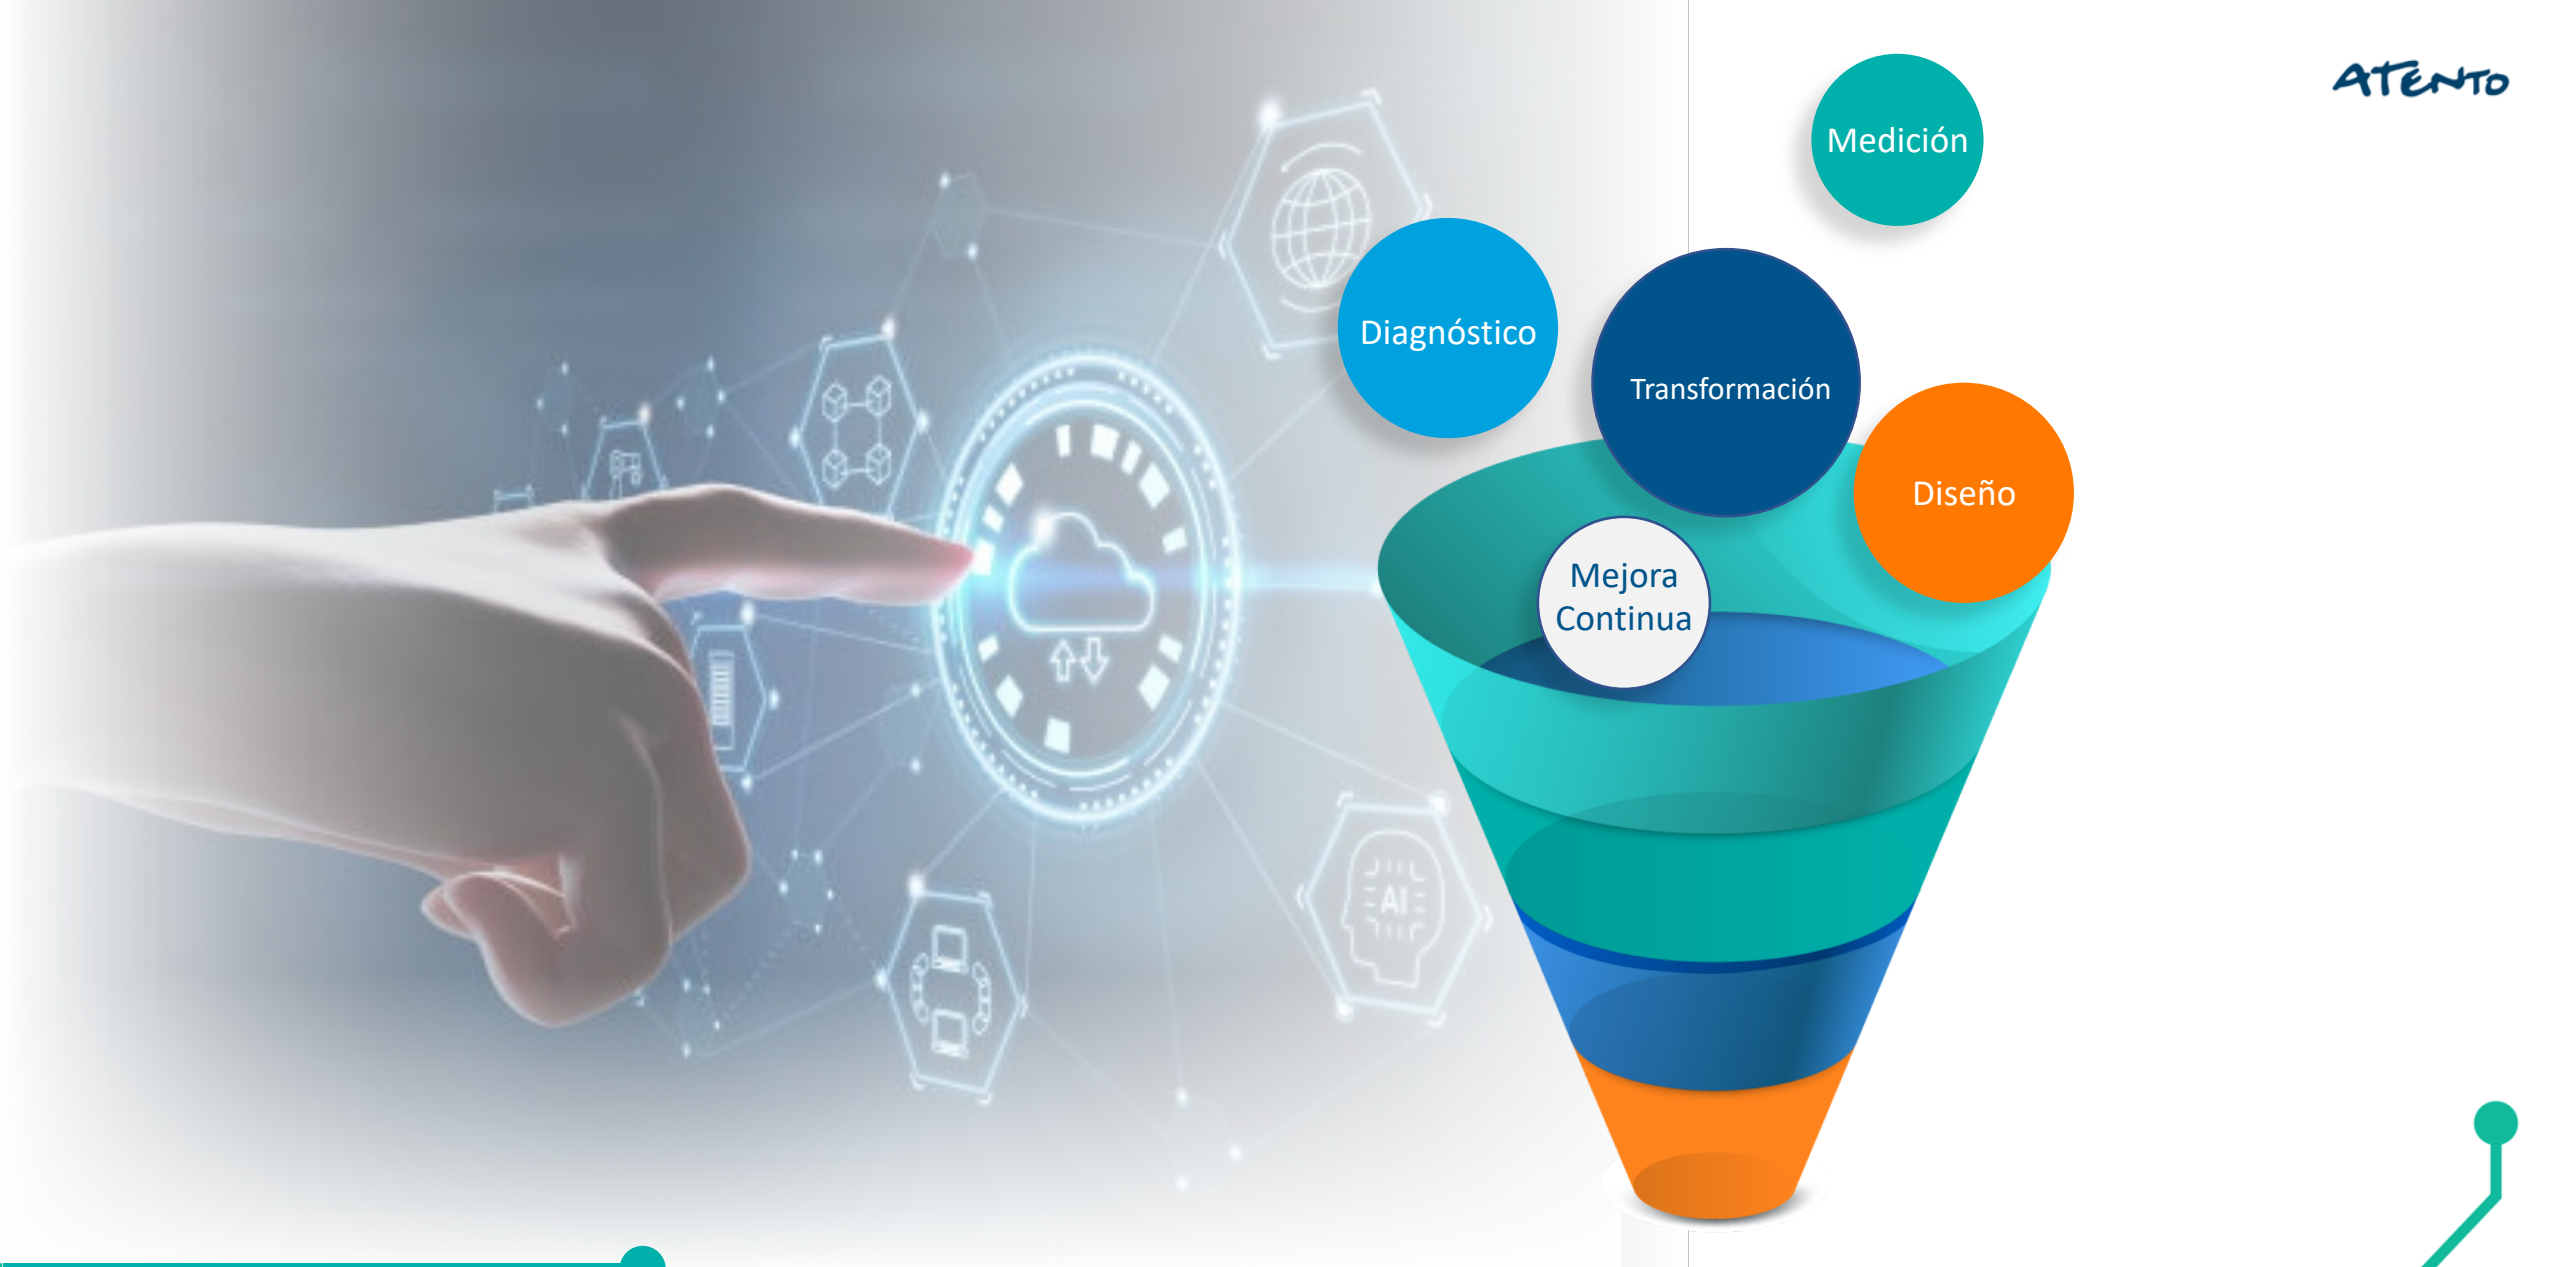 ATENTO
Medición
Diagnóstico
Transformación
Diseño
Mejora
Continua
AI